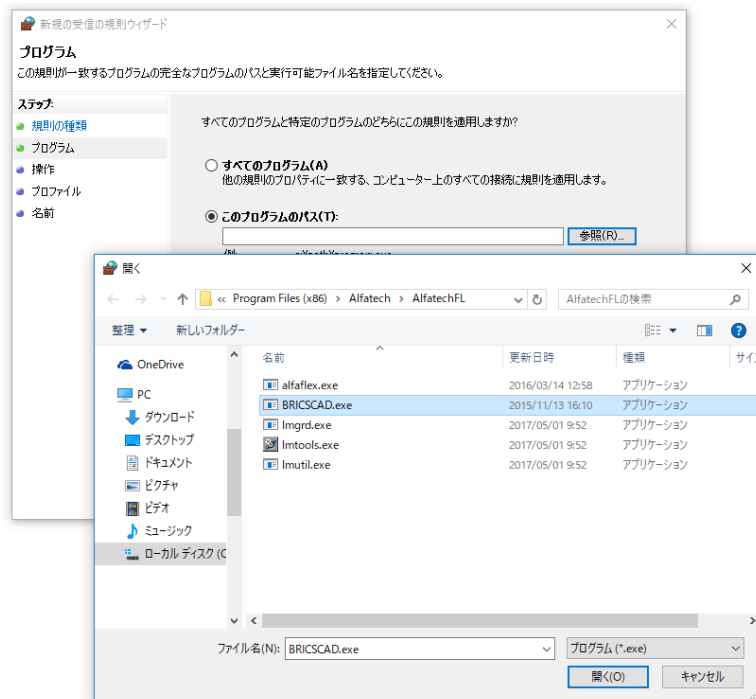 新規の受信の規則ウィザード
プログラム
この規則が一致するプログラムの完全なプログラムのパスと実行可能ファイル名を指定してください。
ステップ:
規則の種類
プログラム
操作
プロファイル
名前
すべてのプログラムと特定のプログラムのどちらにこの規則を適用しますか?
すべてのプログラム(A)
他の規則のプロパティに一致する、コンピューター上のすべての接続に規則を適用します。
このプログラムのパス(T):
参照(R)...
開く
« Program Files (x86) › Alfatech › AlfatechFL
AlfatechFLの検索
整理
新しいフォルダー
OneDrive
PC
ダウンロード
デスクトップ
ドキュメント
ピクチャ
ビデオ
ミュージック
ローカル ディスク (C
名前 更新日時 種類 サイ
alfaflex.exe 2016/03/14 12:58 アプリケーション
BRICSCAD.exe 2015/11/13 16:10 アプリケーション
lmgrd.exe 2017/05/01 9:52 アプリケーション
lmtools.exe 2017/05/01 9:52 アプリケーション
lmutil.exe 2017/05/01 9:52 アプリケーション
ファイル名(N): BRICSCAD.exe プログラム (*.exe)
開く(O) キャンセル